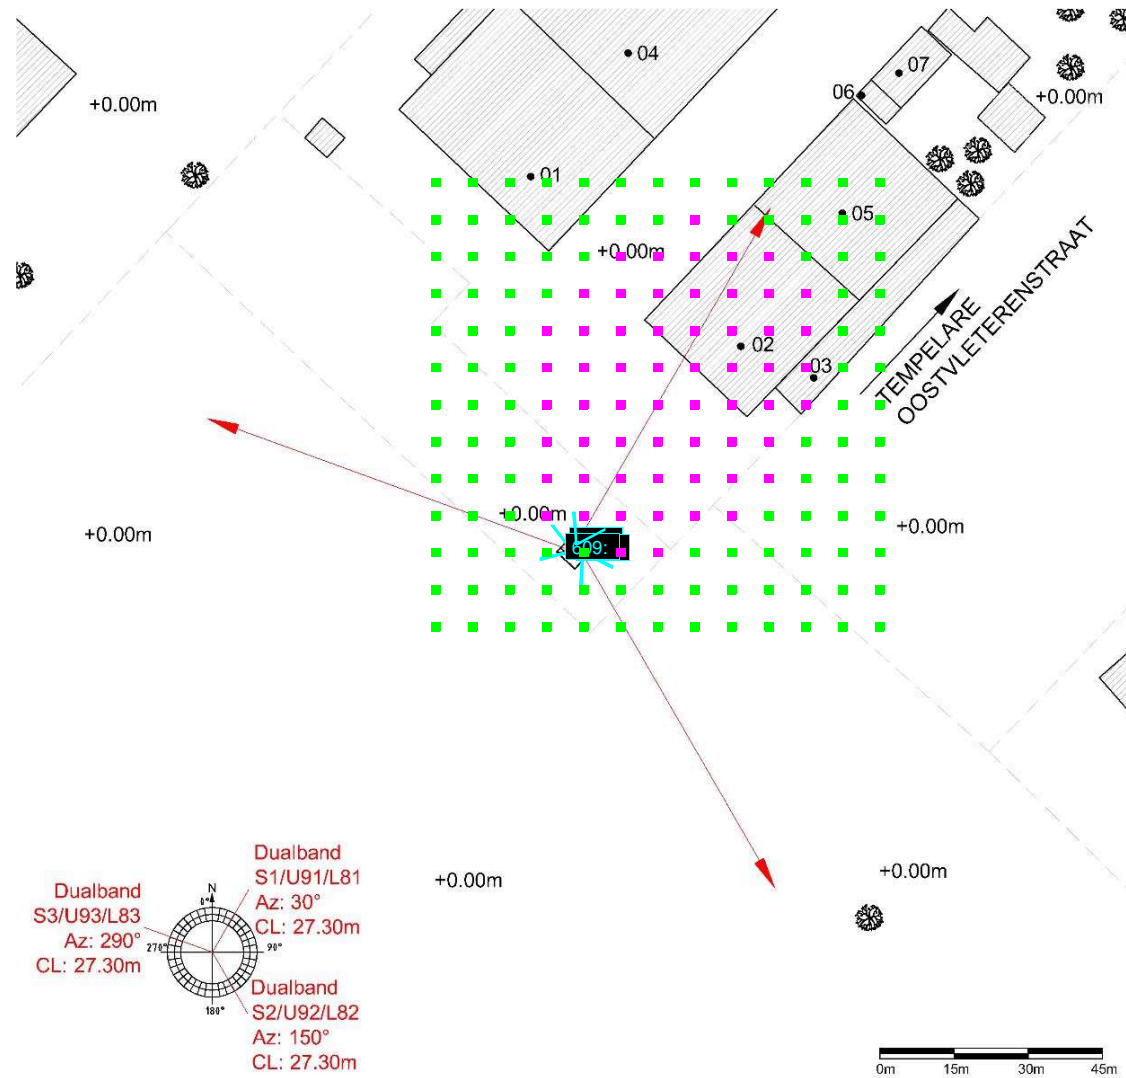 04
07
06
+0.00m
+0.00m
01
05
+0.00m
TEMPELARE
OOSTVLETERENSTRAAT
02
03
+0.00m
+0.00m
+0.00m
609:
Dualband
S1/U91/L81
Az: 30°
CL: 27.30m
Dualband
S3/U93/L83
Az: 290°
CL: 27.30m
N
0°
270°
90°
180°
Dualband
S2/U92/L82
Az: 150°
CL: 27.30m
+0.00m
+0.00m
0m 15m 30m 45m